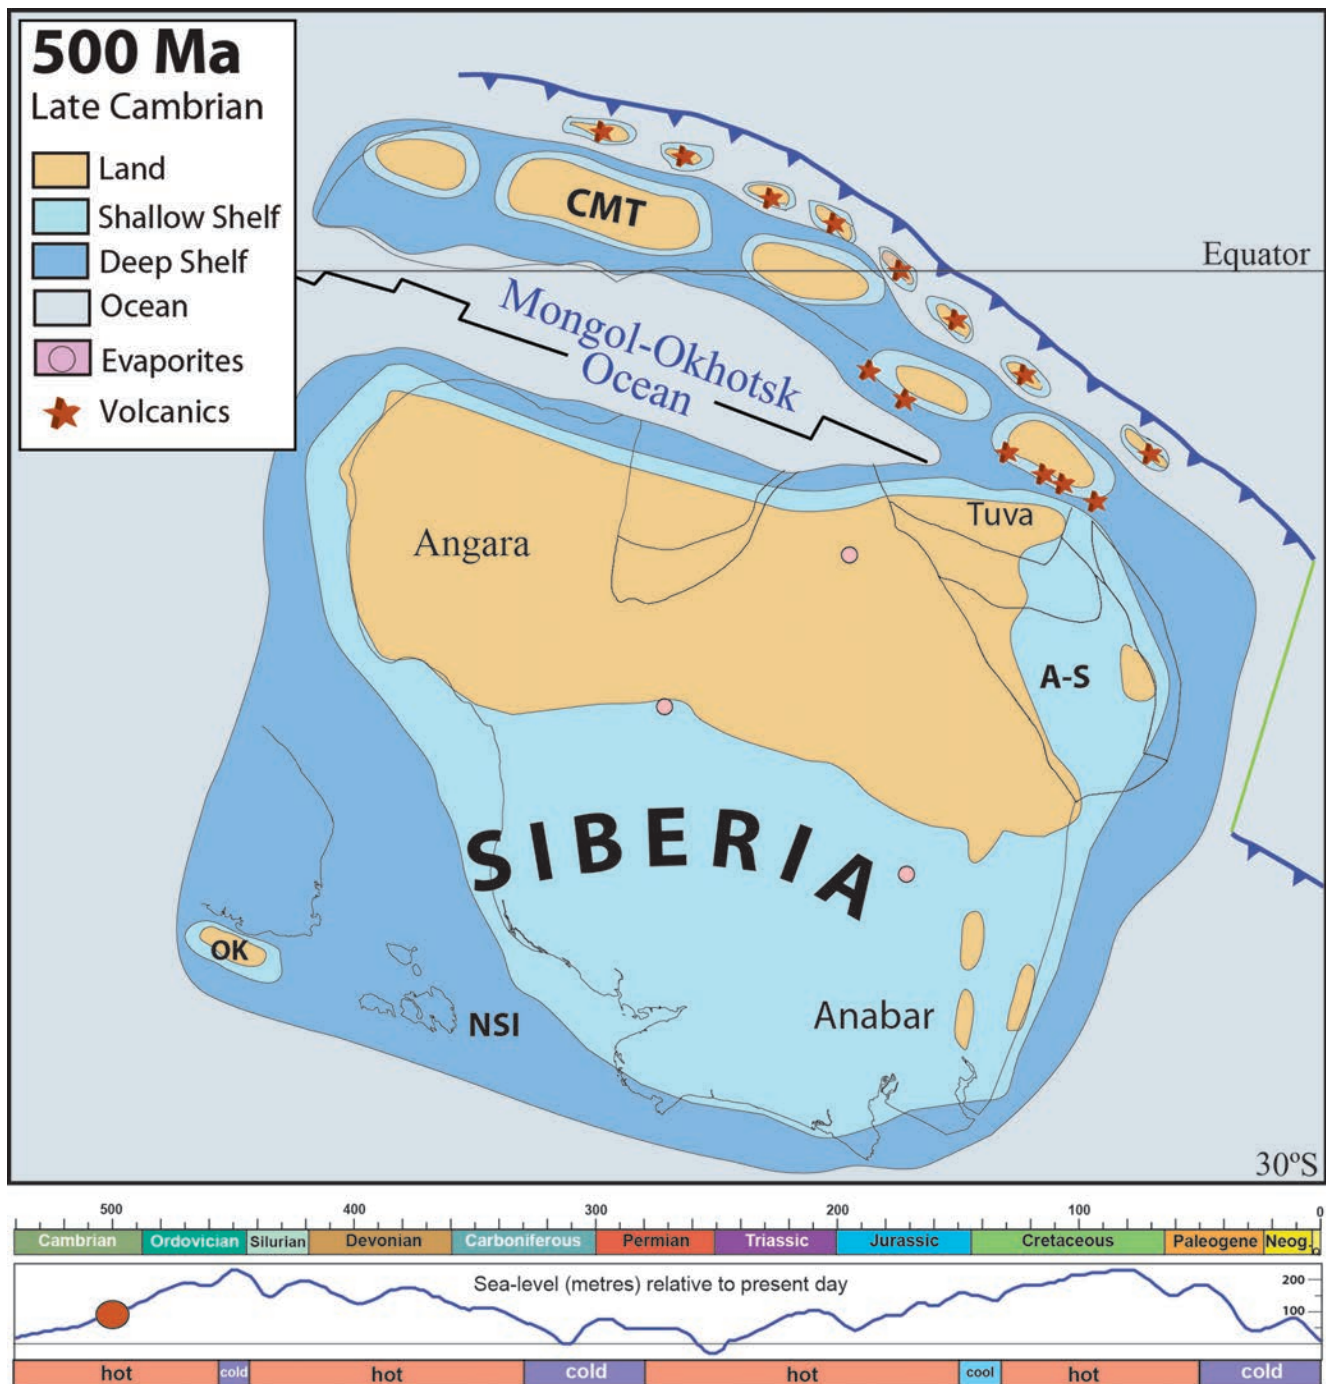 500 Ma
Late Cambrian
Land
Shallow Shelf
Deep Shelf
Ocean
Evaporites
Volcanics
CMT
Equator
Mongol-Okhotsk
Ocean
Angara
Tuva
A-S
SIBERIA
OK
NSI
Anabar
30ºS
500 400 300 200 100 0
Cambrian Ordovician Silurian Devonian Carboniferous Permian Triassic Jurassic Cretaceous Paleogene Neog. Q
Sea-level (metres) relative to present day
200
100
hot cold hot cold hot cool hot cold